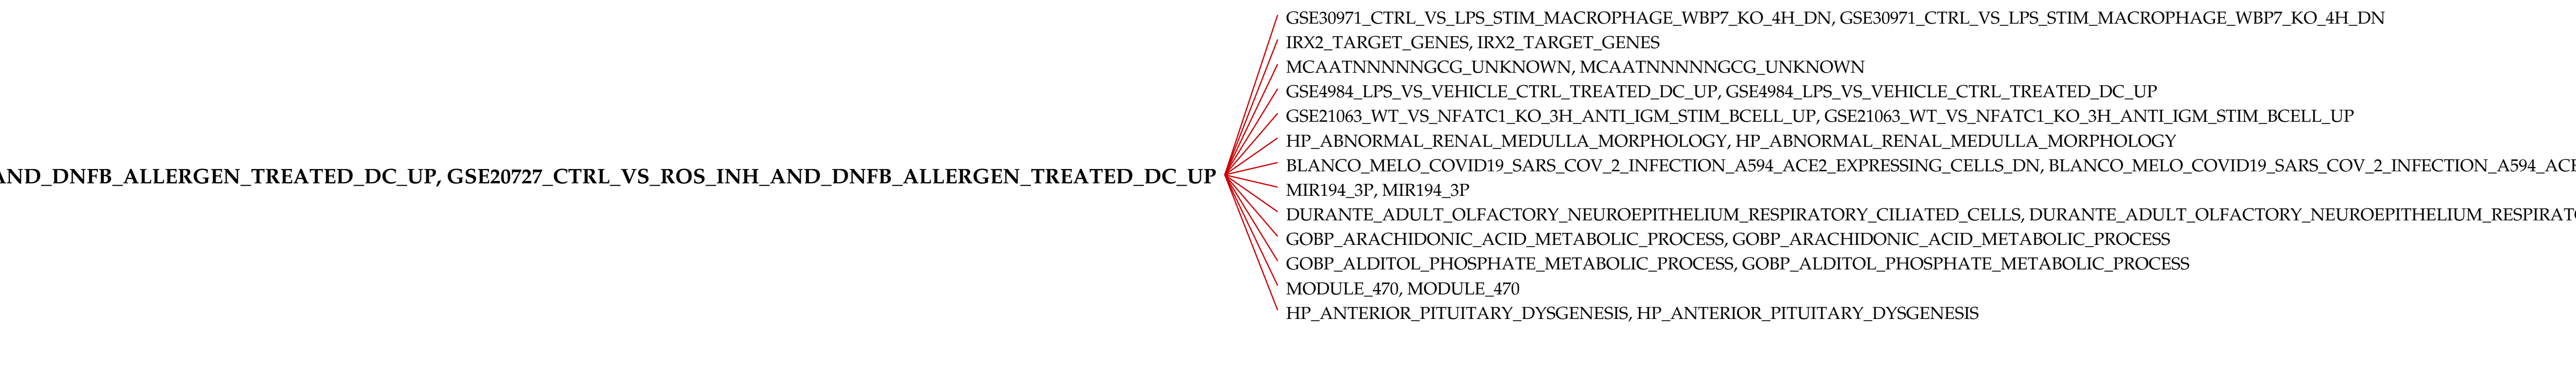 GSE30971_CTRL_VS_LPS_STIM_MACROPHAGE_WBP7_KO_4H_DN, GSE30971_CTRL_VS_LPS_STIM_MACROPHAGE_WBP7_KO_4H_DN
IRX2_TARGET_GENES, IRX2_TARGET_GENES
MCAATNNNNNGCG_UNKNOWN, MCAATNNNNNGCG_UNKNOWN
GSE4984_LPS_VS_VEHICLE_CTRL_TREATED_DC_UP, GSE4984_LPS_VS_VEHICLE_CTRL_TREATED_DC_UP
GSE21063_WT_VS_NFATC1_KO_3H_ANTI_IGM_STIM_BCELL_UP, GSE21063_WT_VS_NFATC1_KO_3H_ANTI_IGM_STIM_BCELL_UP
HP_ABNORMAL_RENAL_MEDULLA_MORPHOLOGY, HP_ABNORMAL_RENAL_MEDULLA_MORPHOLOGY
BLANCO_MELO_COVID19_SARS_COV_2_INFECTION_A594_ACE2_EXPRESSING_CELLS_DN, BLANCO_MELO_COVID19_SARS_COV_2_INFECTION_A594_ACE
AND_DNFB_ALLERGEN_TREATED_DC_UP, GSE20727_CTRL_VS_ROS_INH_AND_DNFB_ALLERGEN_TREATED_DC_UP
MIR194_3P, MIR194_3P
DURANTE_ADULT_OLFACTORY_NEUROEPITHELIUM_RESPIRATORY_CILIATED_CELLS, DURANTE_ADULT_OLFACTORY_NEUROEPITHELIUM_RESPIRAT
GOBP_ARACHIDONIC_ACID_METABOLIC_PROCESS, GOBP_ARACHIDONIC_ACID_METABOLIC_PROCESS
GOBP_ALDITOL_PHOSPHATE_METABOLIC_PROCESS, GOBP_ALDITOL_PHOSPHATE_METABOLIC_PROCESS
MODULE_470, MODULE_470
HP_ANTERIOR_PITUITARY_DYSGENESIS, HP_ANTERIOR_PITUITARY_DYSGENESIS